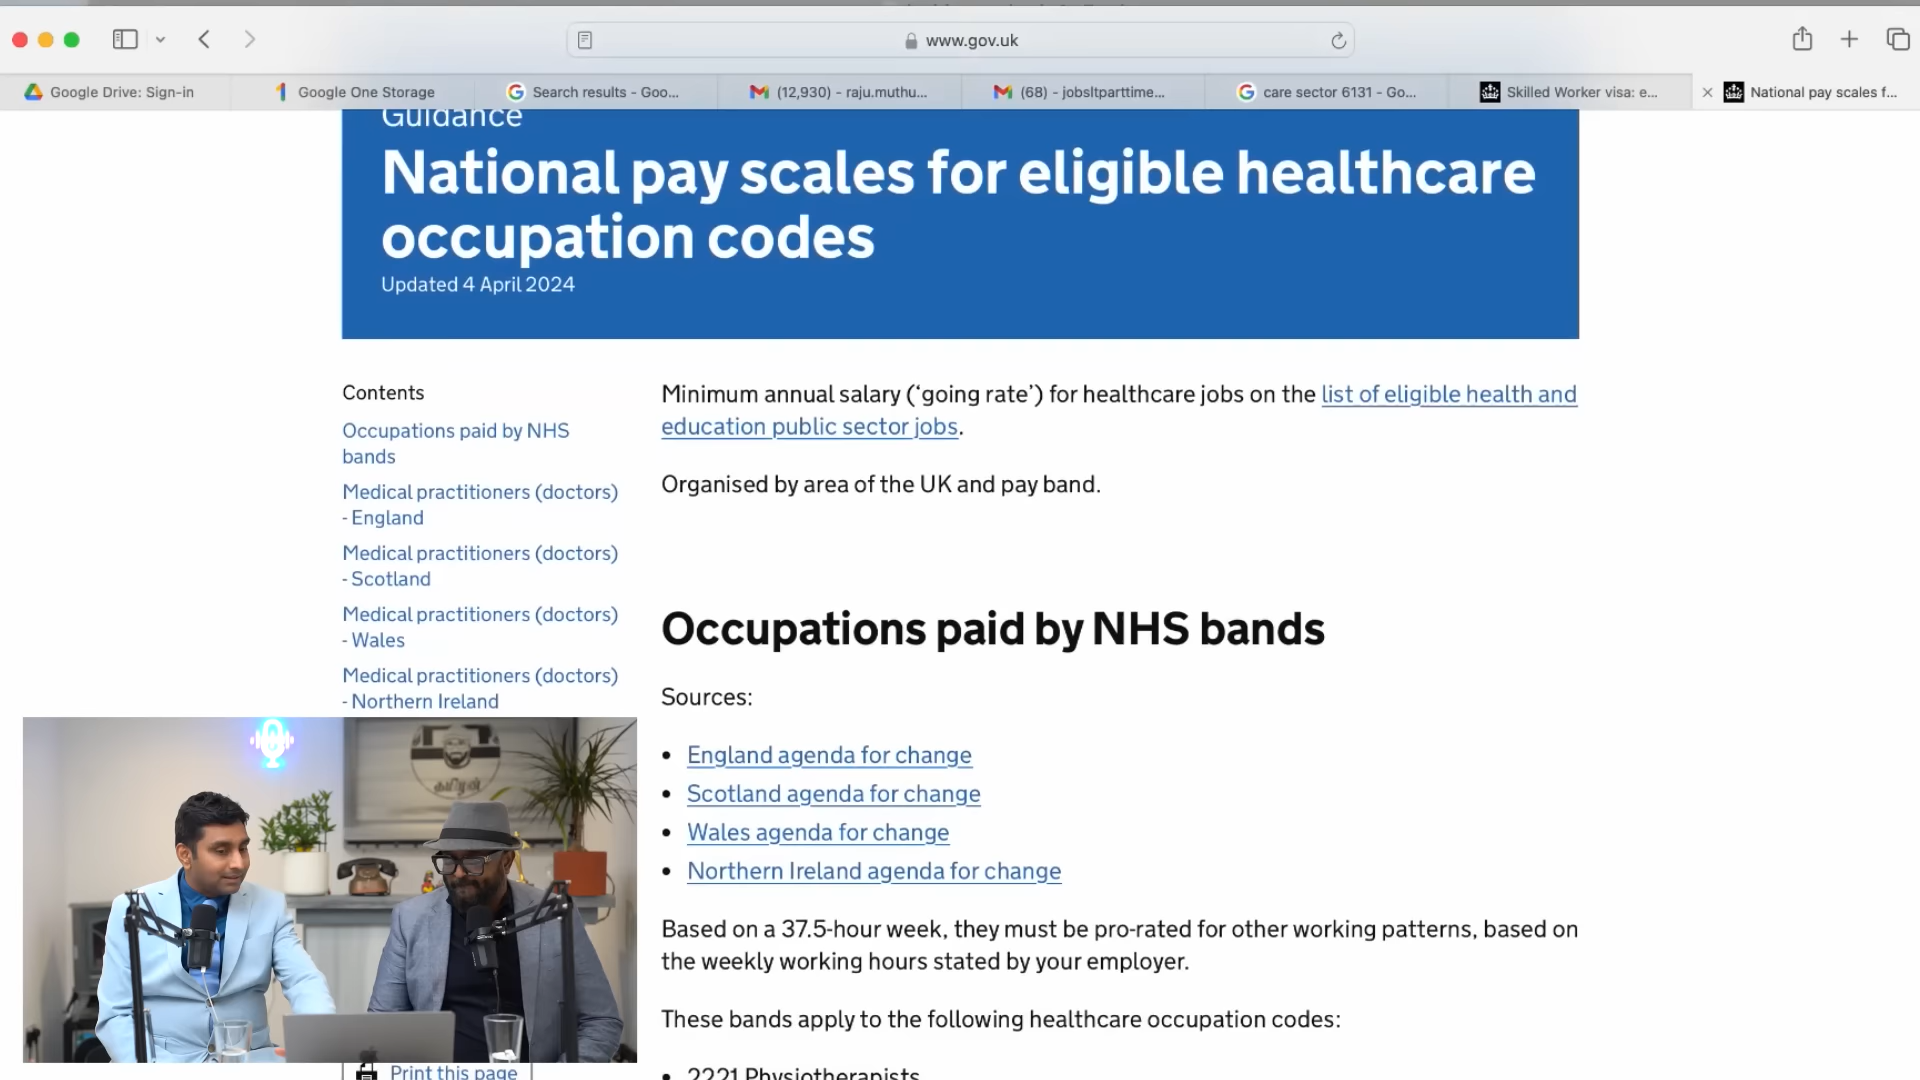 www.gov.uk
Google Drive: Sign-in
Google One Storage
Search results - Goo...
(12,930) - raju.muthu...
(68) - jobsltparttime...
care sector 6131 - Go...
Skilled Worker visa: e...
National pay scales f...
Guidance
National pay scales for eligible healthcare
occupation codes
Updated 4 April 2024
Contents
Occupations paid by NHS
bands
Medical practitioners (doctors)
- England
Medical practitioners (doctors)
- Scotland
Medical practitioners (doctors)
- Wales
Medical practitioners (doctors)
- Northern Ireland
Minimum annual salary (‘going rate’) for healthcare jobs on the list of eligible health and
education public sector jobs.
Organised by area of the UK and pay band.
Occupations paid by NHS bands
Sources:
• England agenda for change
• Scotland agenda for change
• Wales agenda for change
• Northern Ireland agenda for change
Based on a 37.5-hour week, they must be pro-rated for other working patterns, based on
the weekly working hours stated by your employer.
These bands apply to the following healthcare occupation codes:
• 2221 Physiotherapists
தமிழன்
Print this page